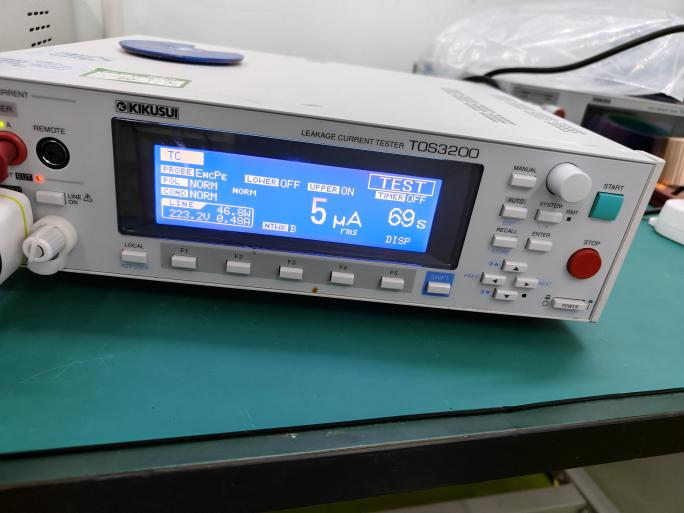 CURRENT
REMOTE
EUT
LINE ON
KIKUSUI
LEAKAGE CURRENT TESTER TOS3200
TC
PROBE EncPe
POL NORM
COND NORM NORM
LOWER OFF
UPPER ON
TEST
TIMER OFF
LINE 46.8W
223.2V 0.48A
NTWK B
5 µA
rms
69s
DISP
LOCAL
F1
F2
F3
F4
F5
SHIFT
MANUAL
AUTO
SYSTEM
RMT
RECALL
ENTER
START
STOP
POWER